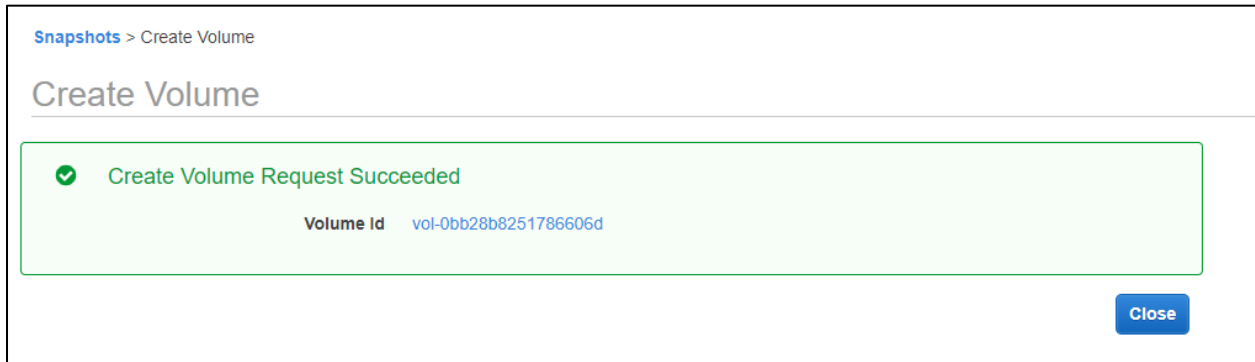 Snapshots > Create Volume
Create Volume
Create Volume Request Succeeded
Volume Id vol-0bb28b8251786606d
Close